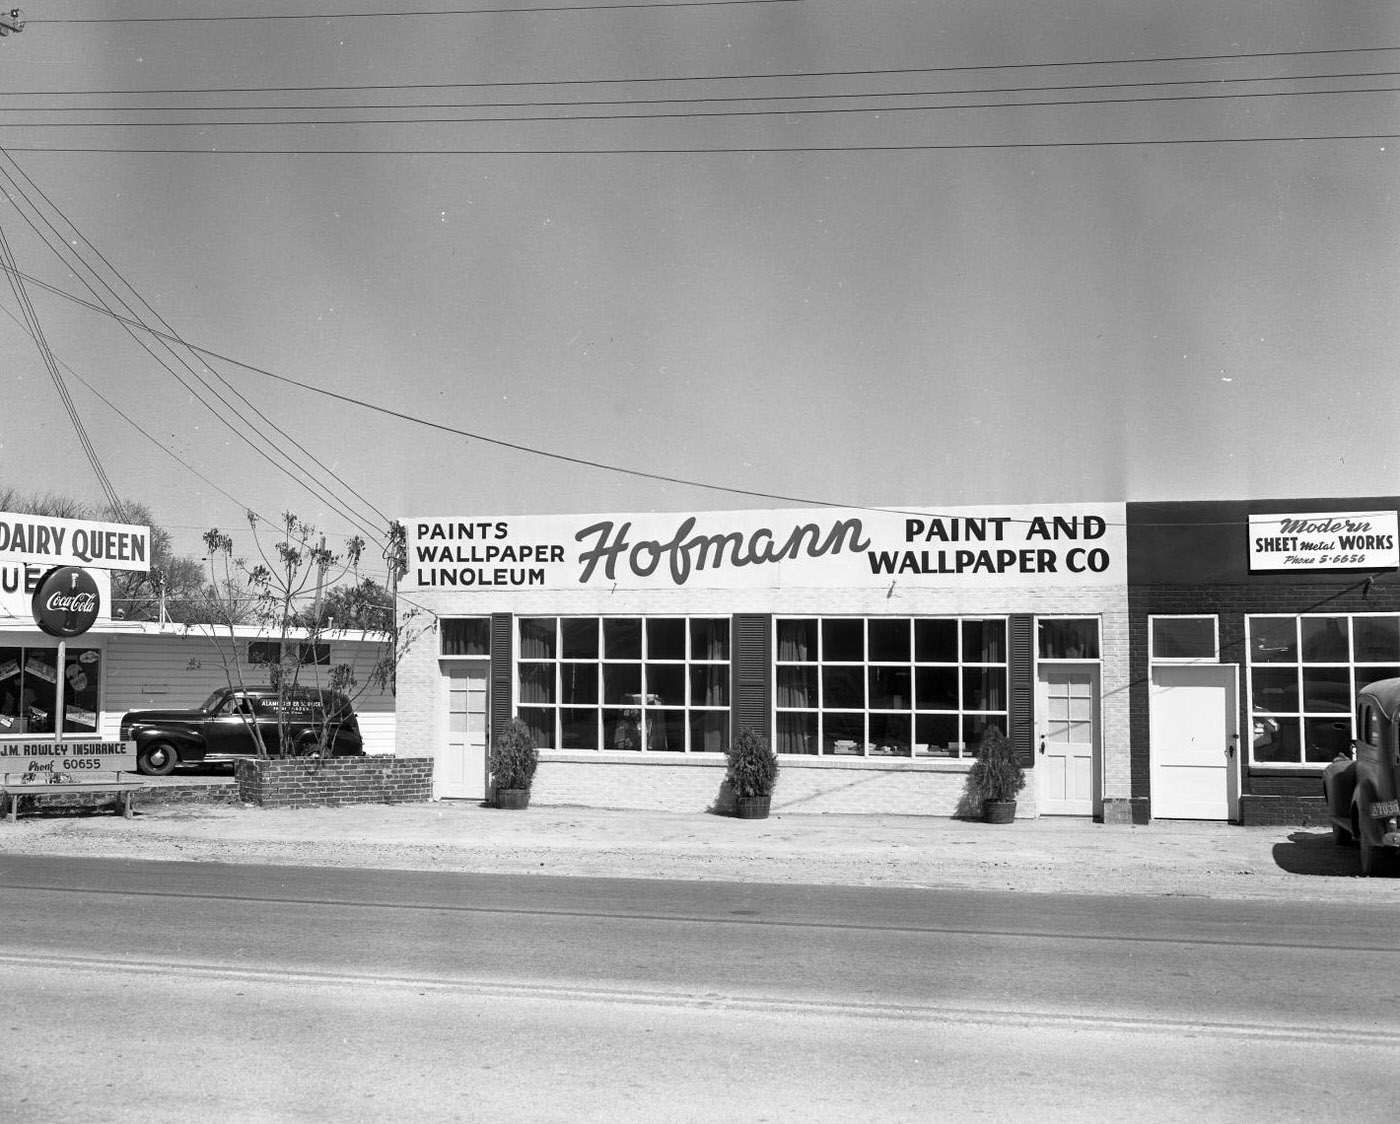 DAIRY QUEEN
UE
Coca-Cola
J.M. ROWLEY INSURANCE
Phone 60655
PAINTS
WALLPAPER
LINOLEUM
Hofmann
PAINT AND
WALLPAPER CO
Modern
SHEET Metal WORKS
Phone 5-6656